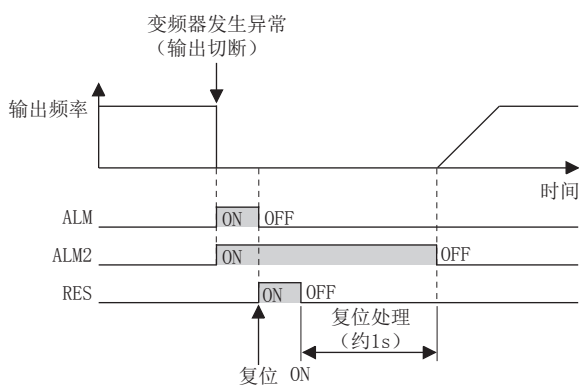 变频器发生异常
（输出切断）
输出频率
时间
ALM
ON
OFF
ALM2
ON
OFF
RES
ON
OFF
复位处理
（约1s）
复位 ON